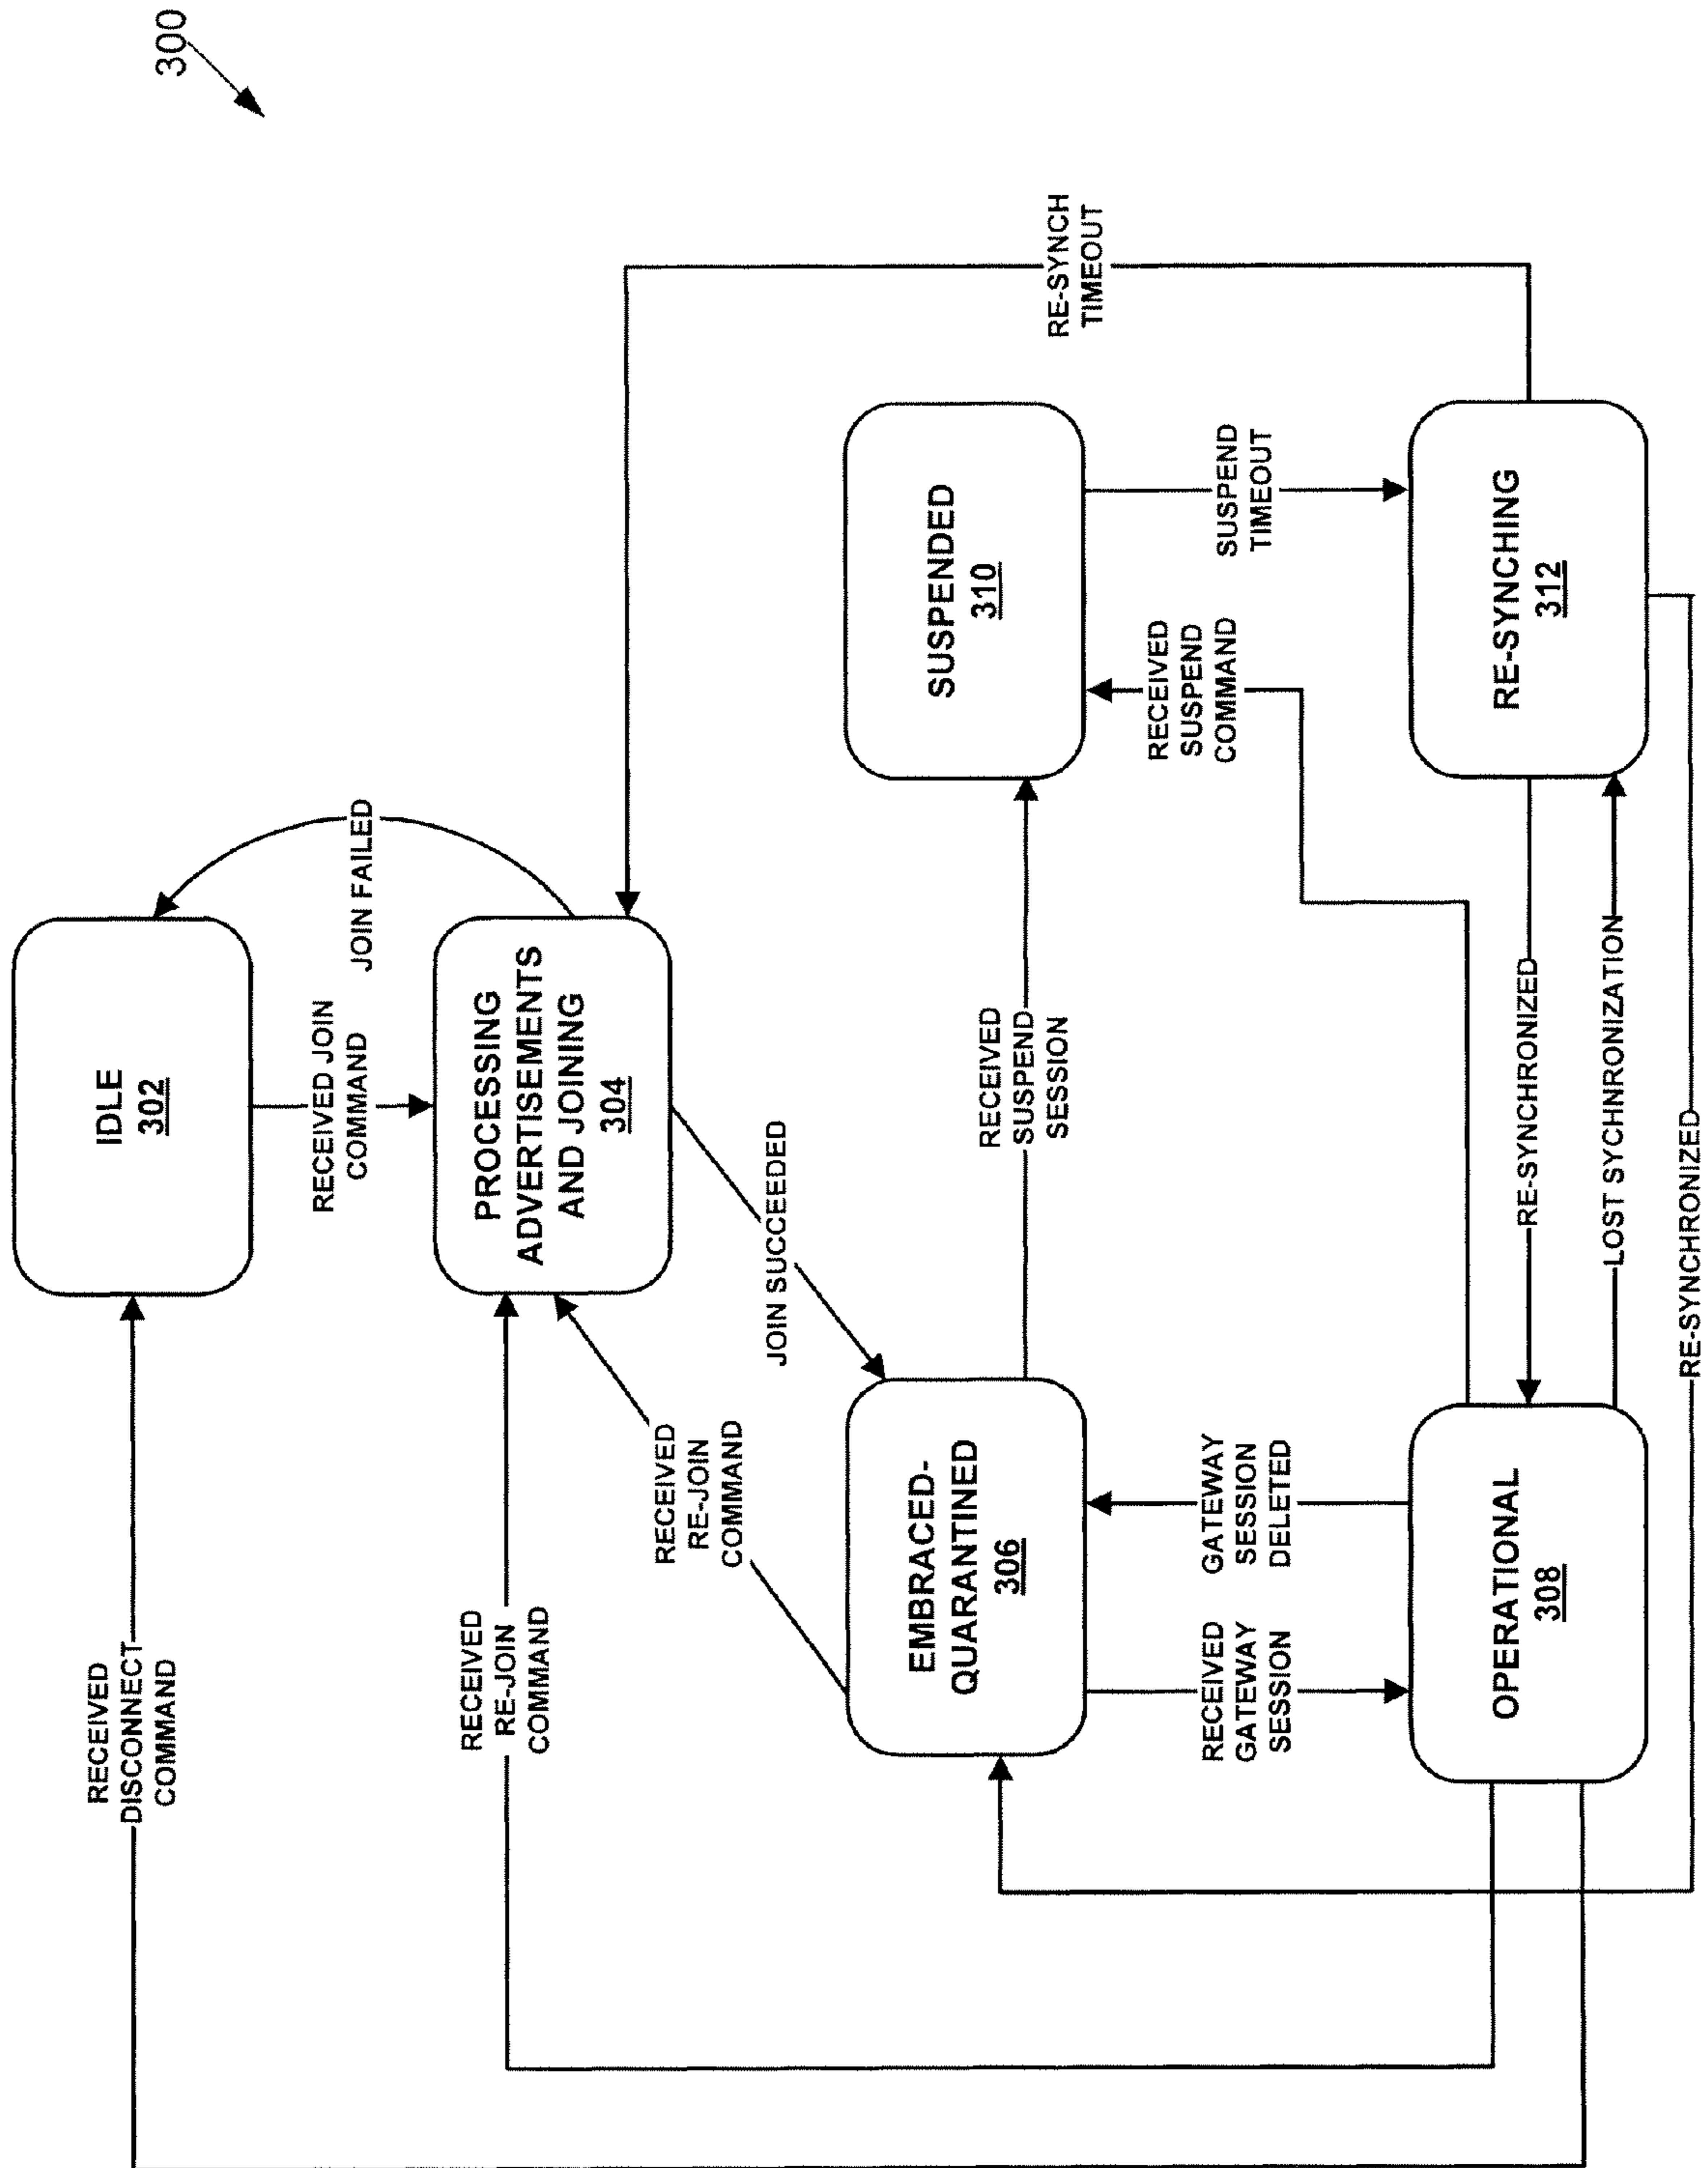 300
IDLE
302
RECEIVED
DISCONNECT
COMMAND
RECEIVED JOIN
COMMAND
JOIN FAILED
PROCESSING
ADVERTISEMENTS
AND JOINING
304
RECEIVED
RE-JOIN
COMMAND
RECEIVED
RE-JOIN
COMMAND
JOIN SUCCEEDED
RE-SYNCH
TIMEOUT
EMBRACED-
QUARANTINED
306
RECEIVED
SUSPEND
SESSION
SUSPENDED
310
RECEIVED
GATEWAY
SESSION
GATEWAY
SESSION
DELETED
RECEIVED
SUSPEND
COMMAND
SUSPEND
TIMEOUT
OPERATIONAL
308
RE-SYNCHRONIZED
LOST SYCHNRONIZATION
RE-SYNCHING
312
RE-SYNCHRONIZED